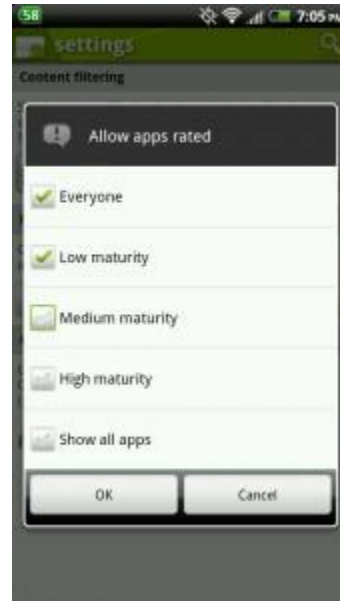 58
7:05 PM
settings
Content filtering
Allow apps rated
Everyone
Low maturity
Medium maturity
High maturity
Show all apps
OK
Cancel